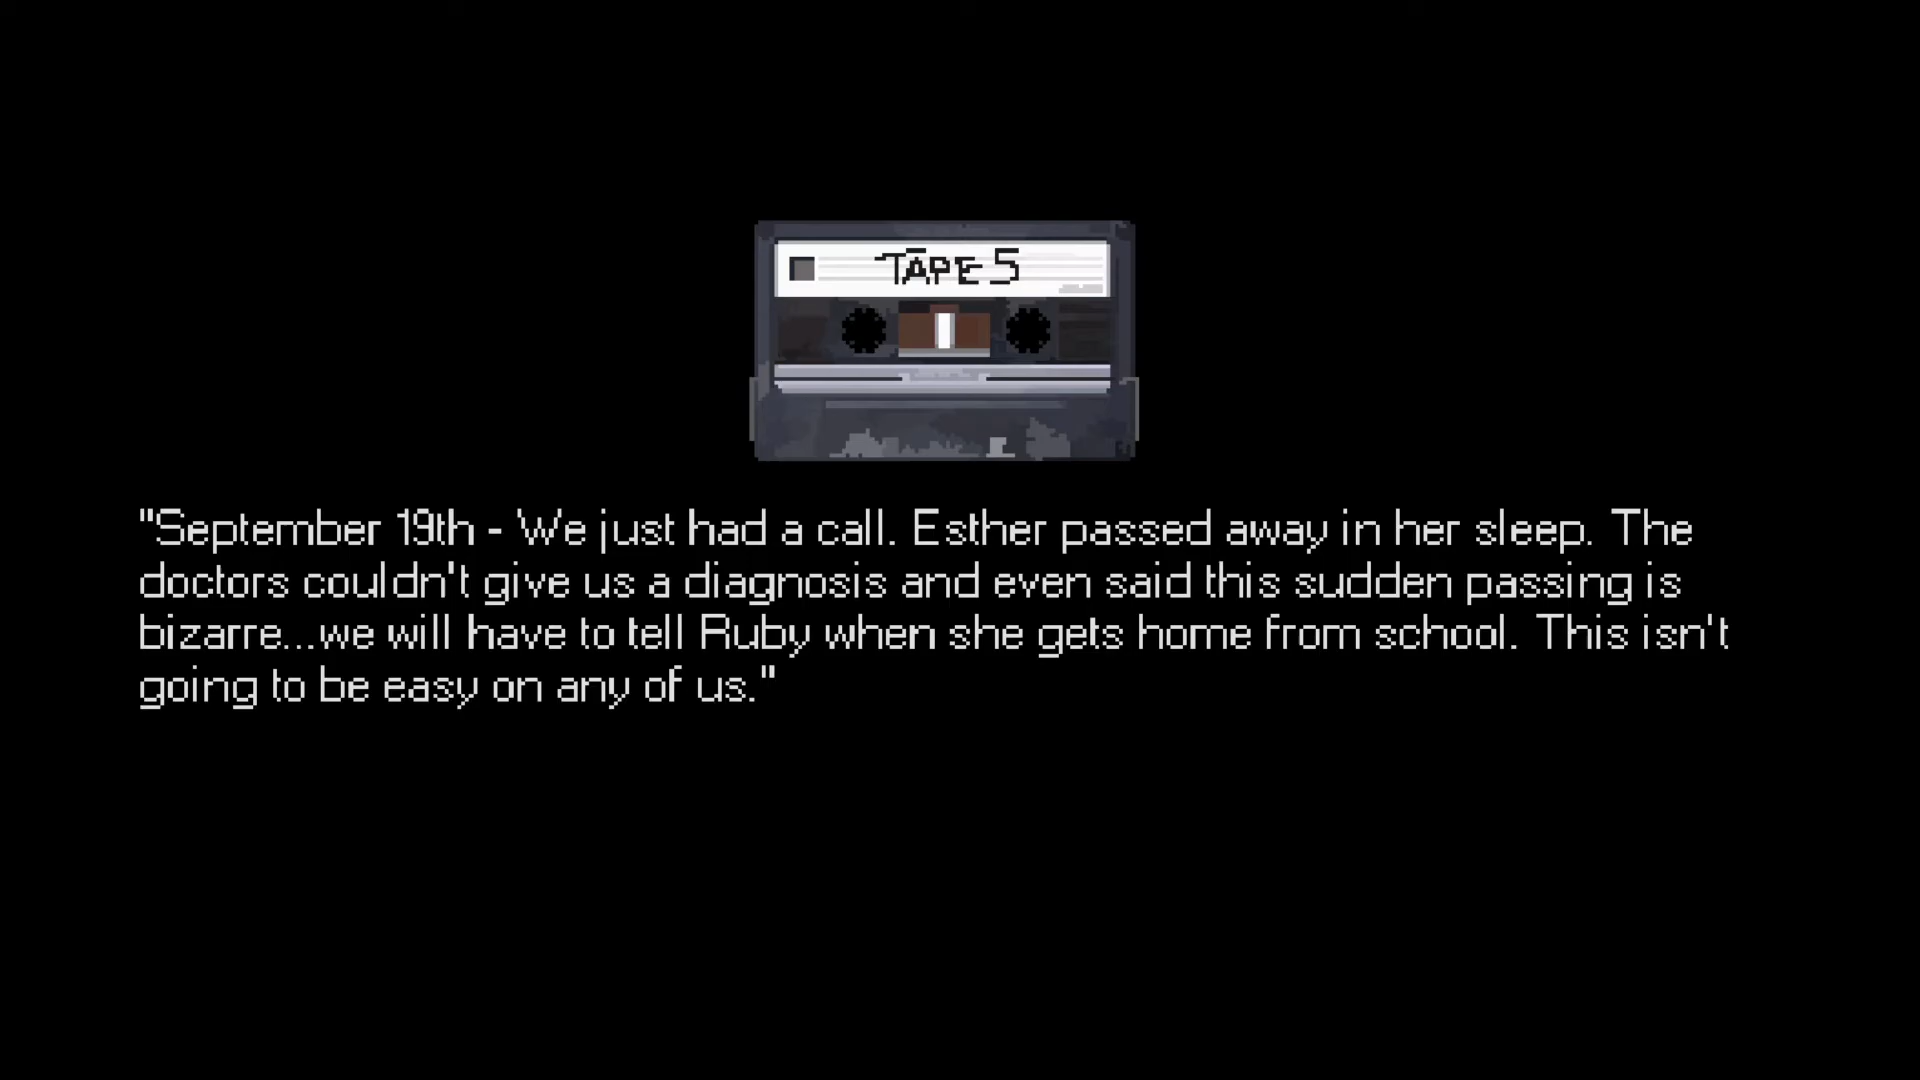 TAPE 5
"September 19th - We just had a call. Esther passed away in her sleep. The
doctors couldn't give us a diagnosis and even said this sudden passing is
bizarre...we will have to tell Ruby when she gets home from school. This isn't
going to be easy on any of us."